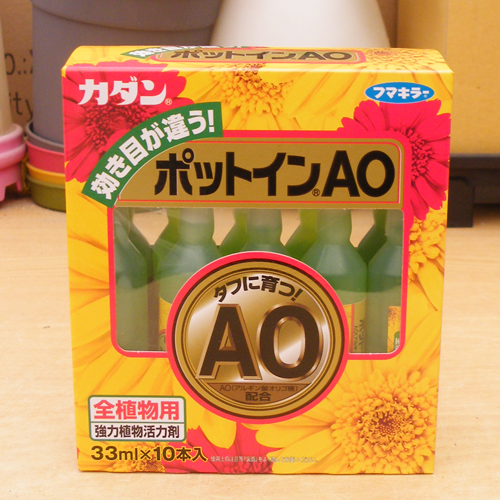 カダン®
フマキラー
効き目が違う!
ポットイン®AO
タフに育つ!
AO
AO(アルギン酸オリゴ糖)
配合
全植物用
強力植物活力剤
33ml×10本入